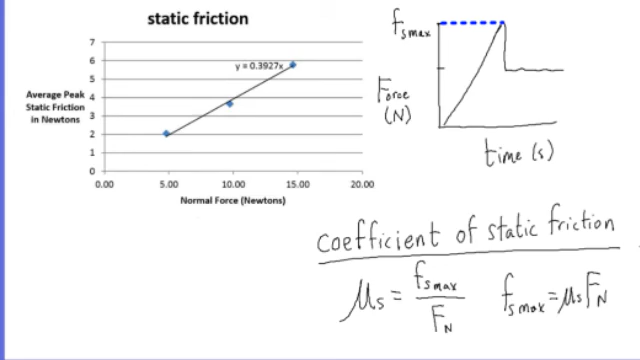 static friction
7
6
5
4
3
2
1
0
y = 0.3927x
Average Peak
Static Friction
in Newtons
0.00 5.00 10.00 15.00 20.00
Normal Force (Newtons)
fsmax
Force
(N)
time (s)
coefficient of static friction
μs = fsmax / FN
fsmax = μsFN